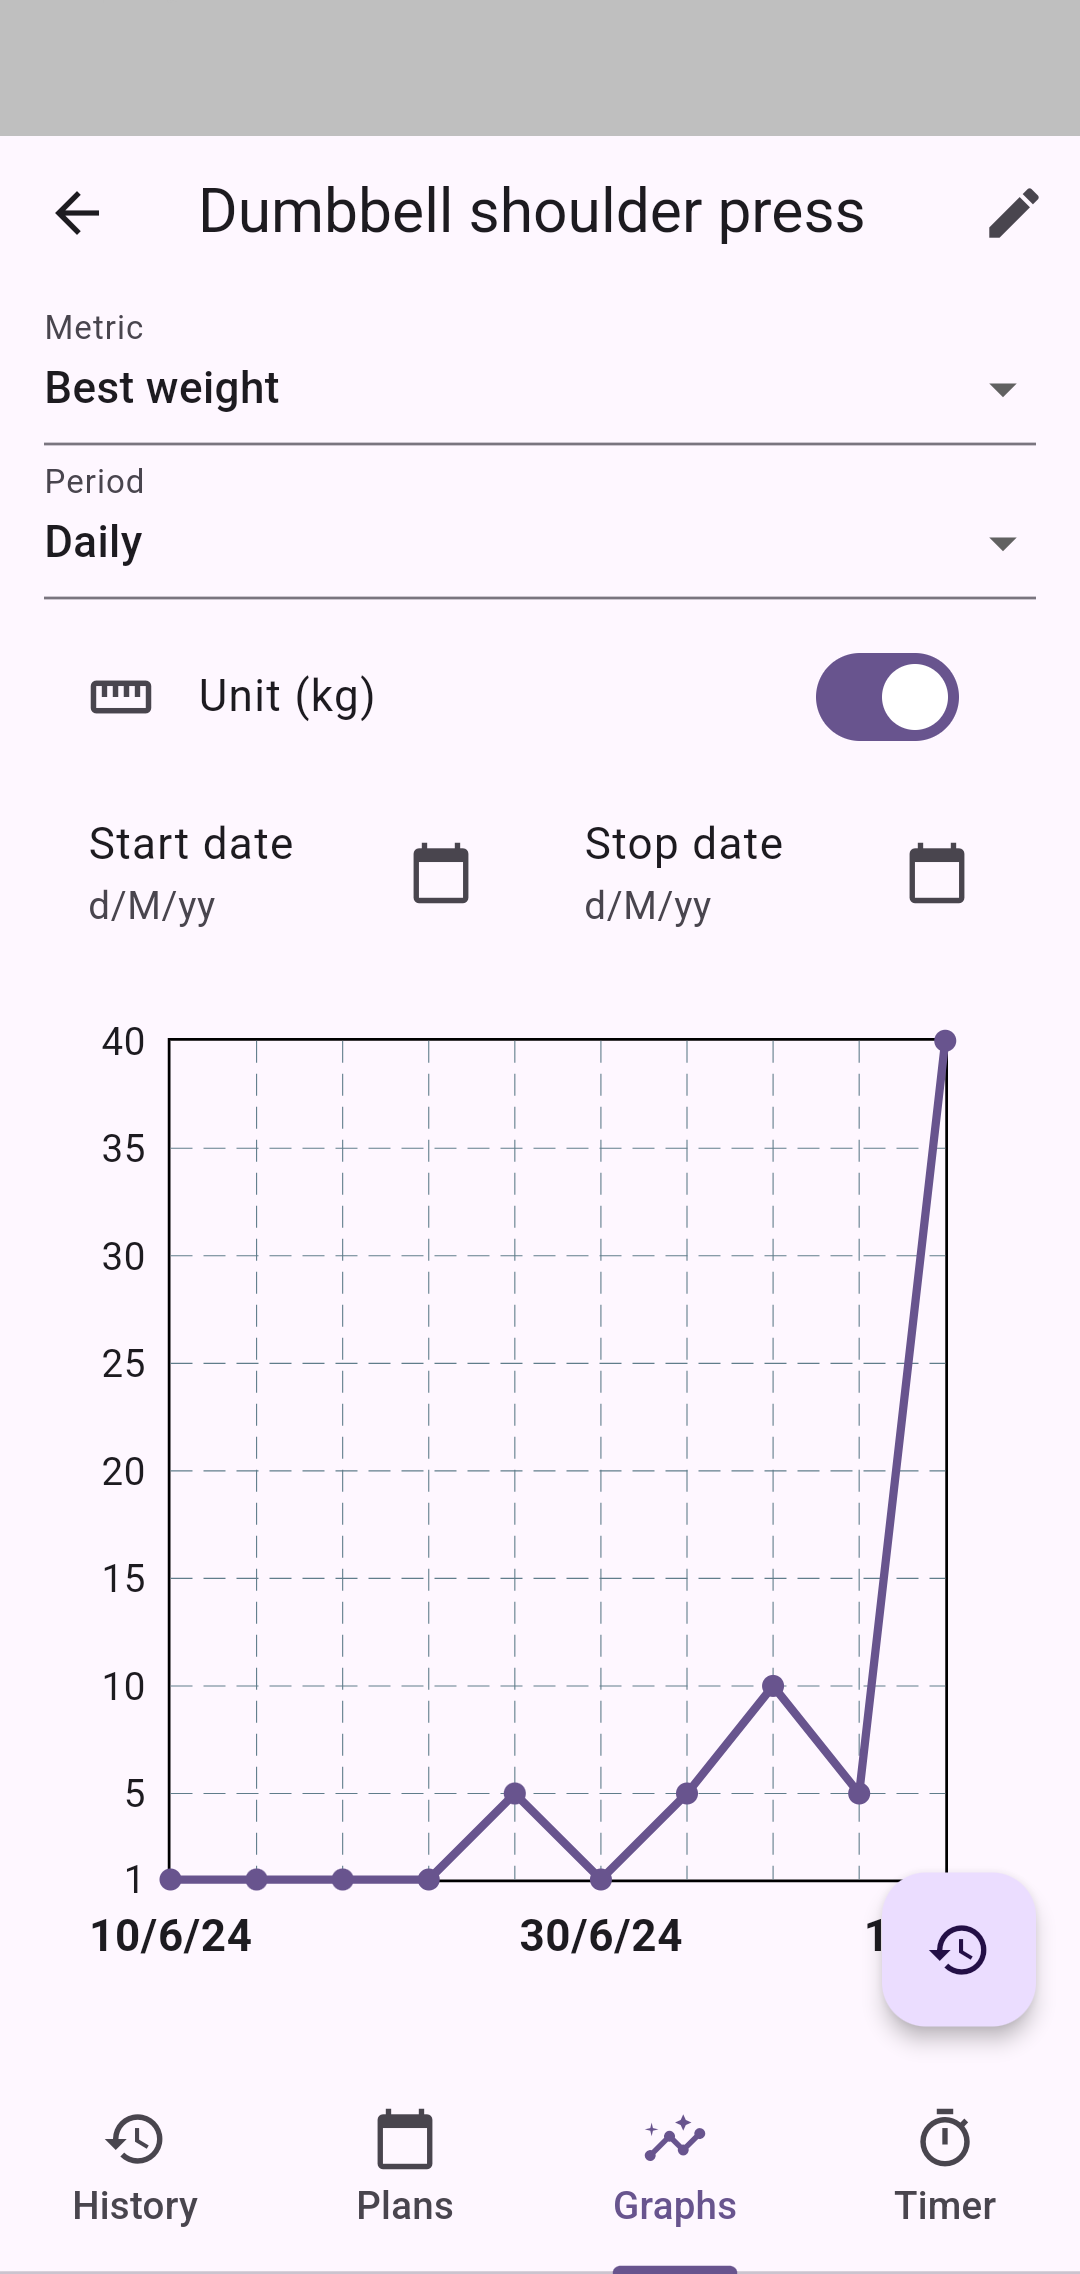 Dumbbell shoulder press
Metric
Best weight
Period
Daily
Unit (kg)
Start date
d/M/yy
Stop date
d/M/yy
40
35
30
25
20
15
10
5
1
10/6/24 30/6/24
History Plans Graphs Timer